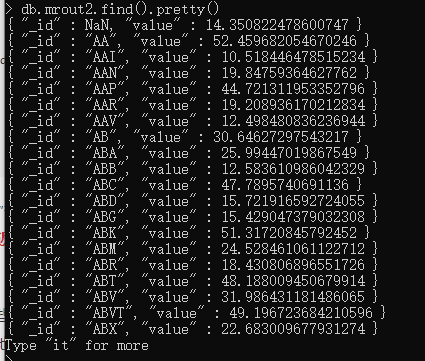 > db.mrout2.find().pretty()
{ "_id" : NaN, "value" : 14.350822478600747 }
{ "_id" : "AA", "value" : 52.459682054670246 }
{ "_id" : "AAI", "value" : 10.518446478515234 }
{ "_id" : "AAN", "value" : 19.84759364627762 }
{ "_id" : "AAP", "value" : 44.721311953352796 }
{ "_id" : "AAR", "value" : 19.208936170212834 }
{ "_id" : "AAV", "value" : 12.498480836236944 }
{ "_id" : "AB", "value" : 30.64627297543217 }
{ "_id" : "ABA", "value" : 25.99447019867549 }
{ "_id" : "ABB", "value" : 12.583610986042329 }
{ "_id" : "ABC", "value" : 47.7895740691136 }
{ "_id" : "ABD", "value" : 15.721916592724055 }
{ "_id" : "ABG", "value" : 15.429047379032308 }
{ "_id" : "ABK", "value" : 51.31720845792452 }
{ "_id" : "ABM", "value" : 24.528461061122712 }
{ "_id" : "ABR", "value" : 18.430806896551726 }
{ "_id" : "ABT", "value" : 48.188009450679914 }
{ "_id" : "ABV", "value" : 31.986431181486065 }
{ "_id" : "ABVT", "value" : 49.196723684210596 }
{ "_id" : "ABX", "value" : 22.683009677931274 }
Type "it" for more